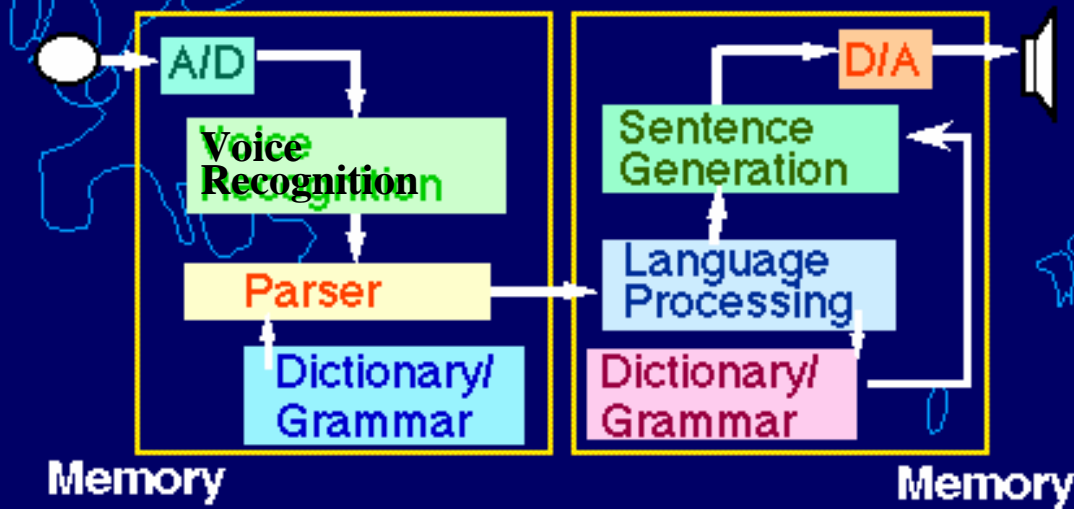 A/D
Voice
Recognition
Parser
Dictionary/
Grammar
Memory
D/A
Sentence
Generation
Language
Processing
Dictionary/
Grammar
Memory